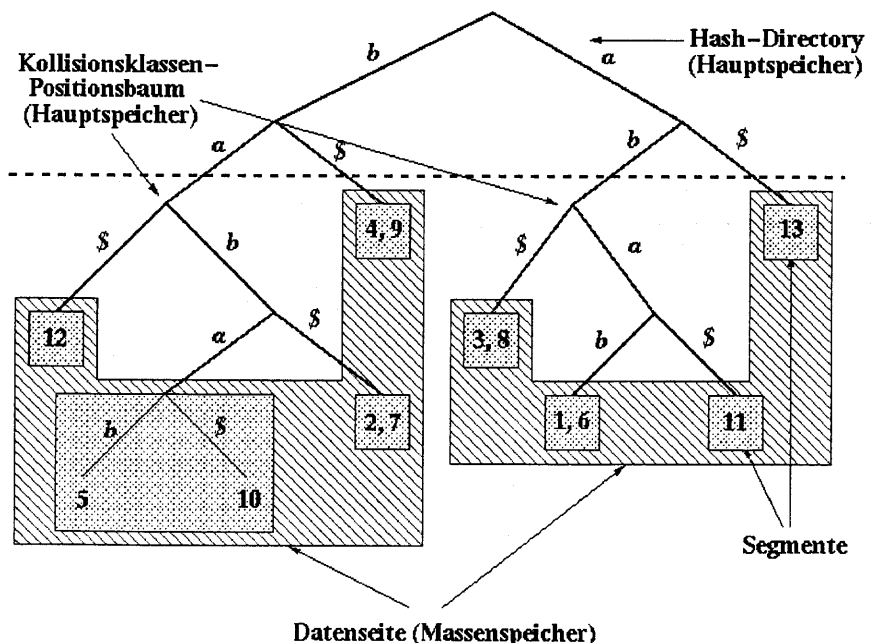 b
a
Hash-Directory
(Hauptspeicher)
Kollisionsklassen-
Positionsbaum
(Hauptspeicher)
a
$
b
$
$
b
4, 9
$
a
13
12
a
$
3, 8
b
$
b
$
2, 7
1, 6
11
5
10
Segmente
Datenseite (Massenspeicher)